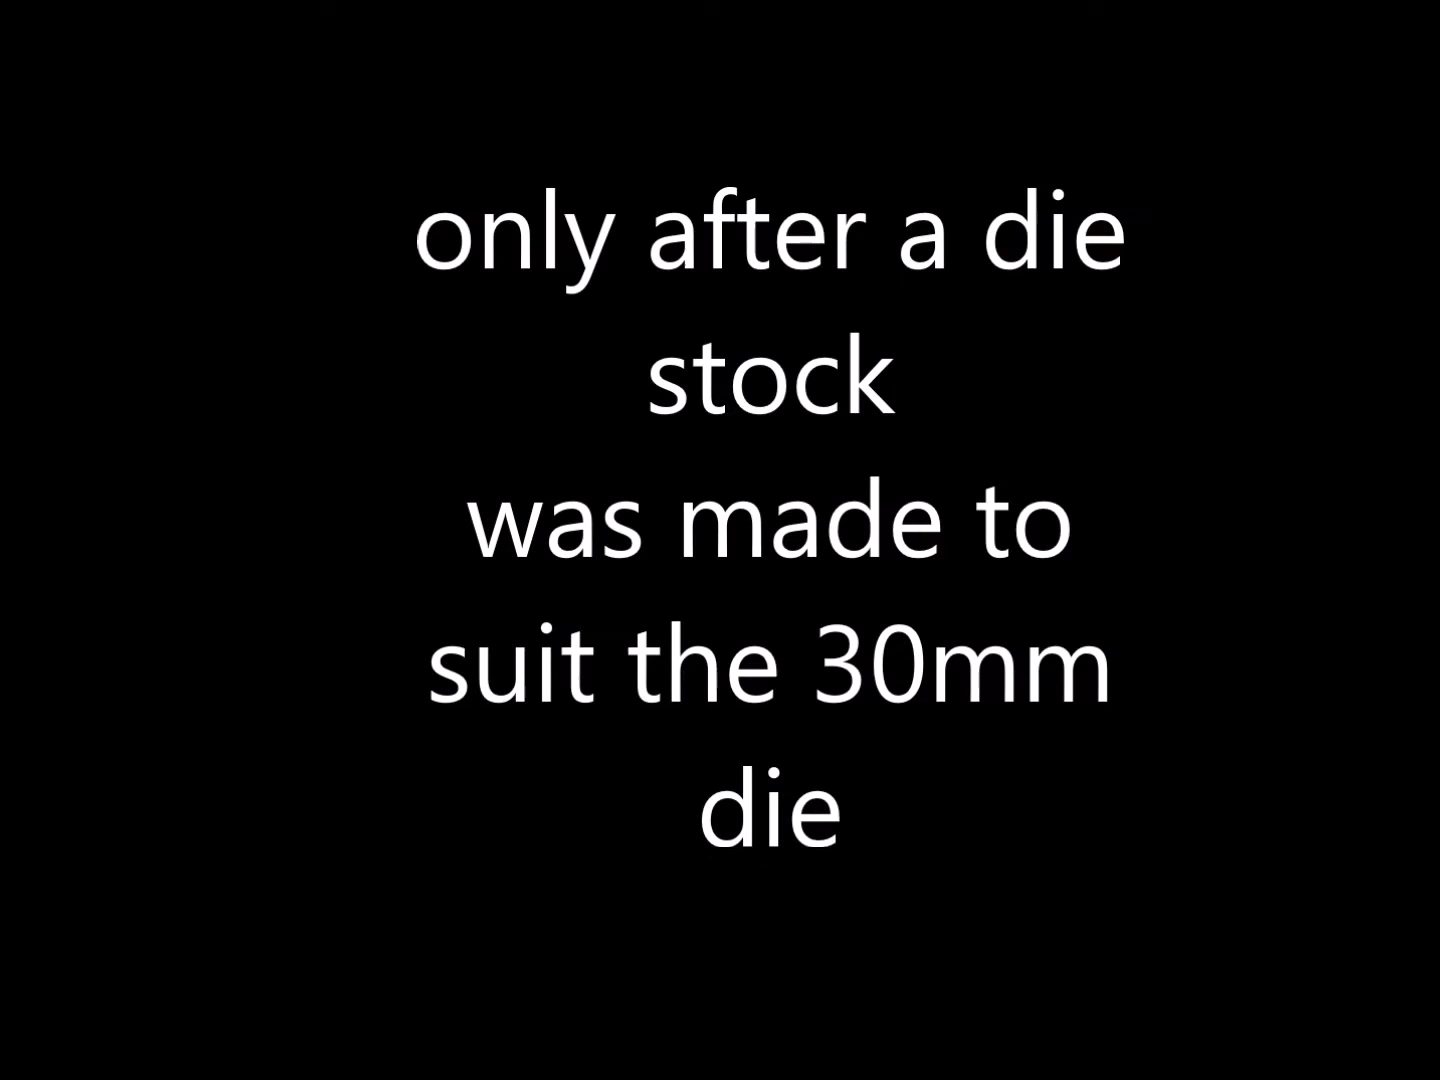 only after a die
stock
was made to
suit the 30mm
die